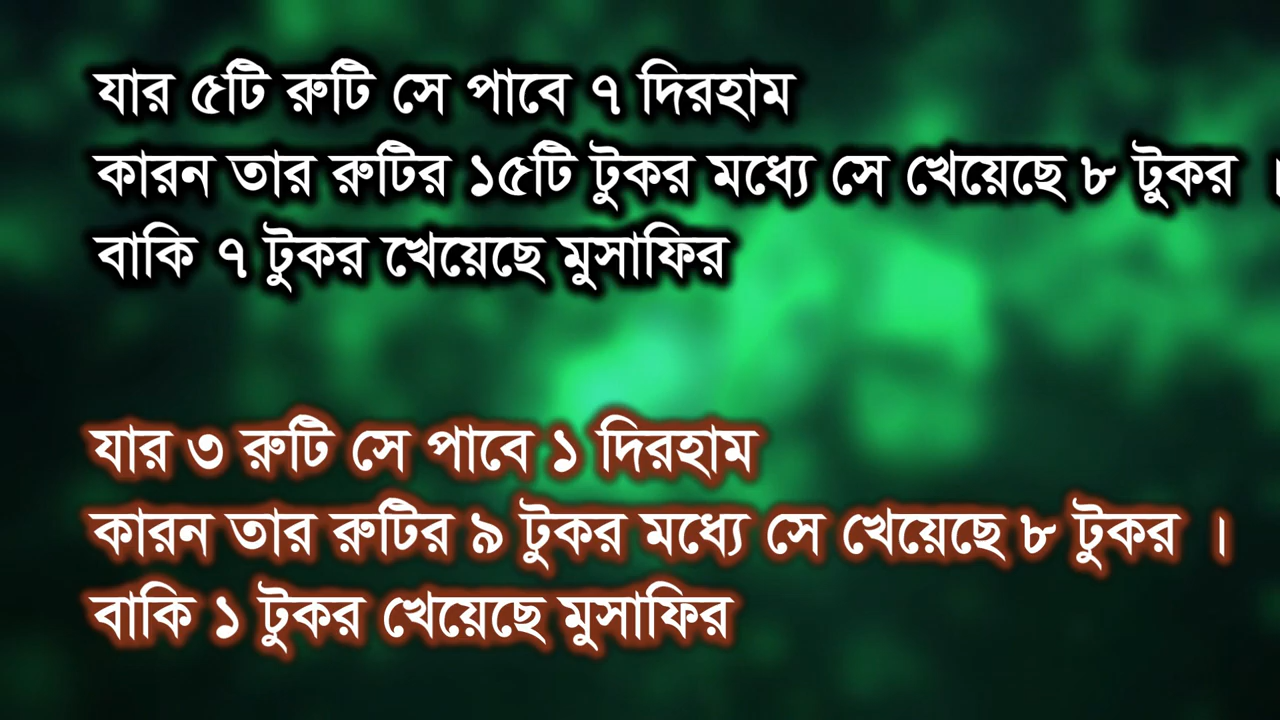 যার ৫টি রুটি সে পাবে ৭ দিরহাম
কারন তার রুটির ১৫টি টুকর মধ্যে সে খেয়েছে ৮ টুকর ।
বাকি ৭ টুকর খেয়েছে মুসাফির
যার ৩ রুটি সে পাবে ১ দিরহাম
কারন তার রুটির ৯ টুকর মধ্যে সে খেয়েছে ৮ টুকর ।
বাকি ১ টুকর খেয়েছে মুসাফির